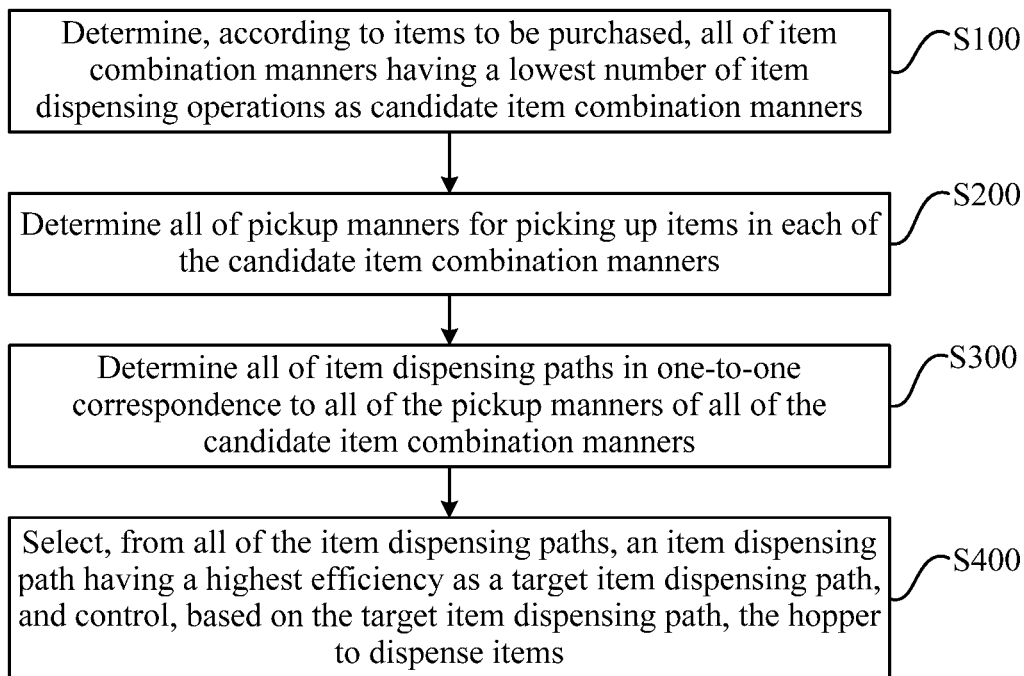 Determine, according to items to be purchased, all of item
combination manners having a lowest number of item
dispensing operations as candidate item combination manners
S100
Determine all of pickup manners for picking up items in each of
the candidate item combination manners
S200
Determine all of item dispensing paths in one-to-one
correspondence to all of the pickup manners of all of the
candidate item combination manners
S300
Select, from all of the item dispensing paths, an item dispensing
path having a highest efficiency as a target item dispensing path,
and control, based on the target item dispensing path, the hopper
to dispense items
S400